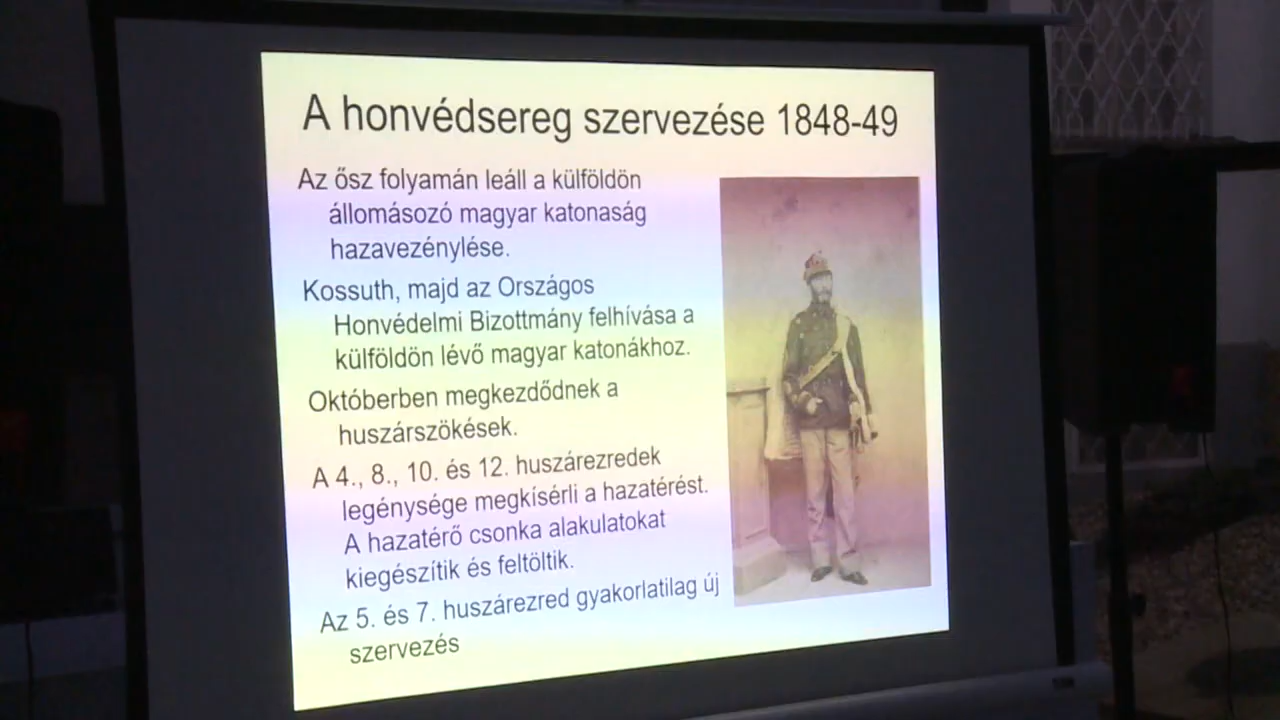 A honvédsereg szervezése 1848-49
Az ősz folyamán leáll a külföldön
állomásozó magyar katonaság
hazavezénylése.
Kossuth, majd az Országos
Honvédelmi Bizottmány felhívása a
külföldön lévő magyar katonákhoz.
Októberben megkezdődnek a
huszárszökések.
A 4., 8., 10. és 12. huszárezredek
legénysége megkísérli a hazatérést.
A hazatérő csonka alakulatokat
kiegészítik és feltöltik.
Az 5. és 7. huszárezred gyakorlatilag új
szervezés